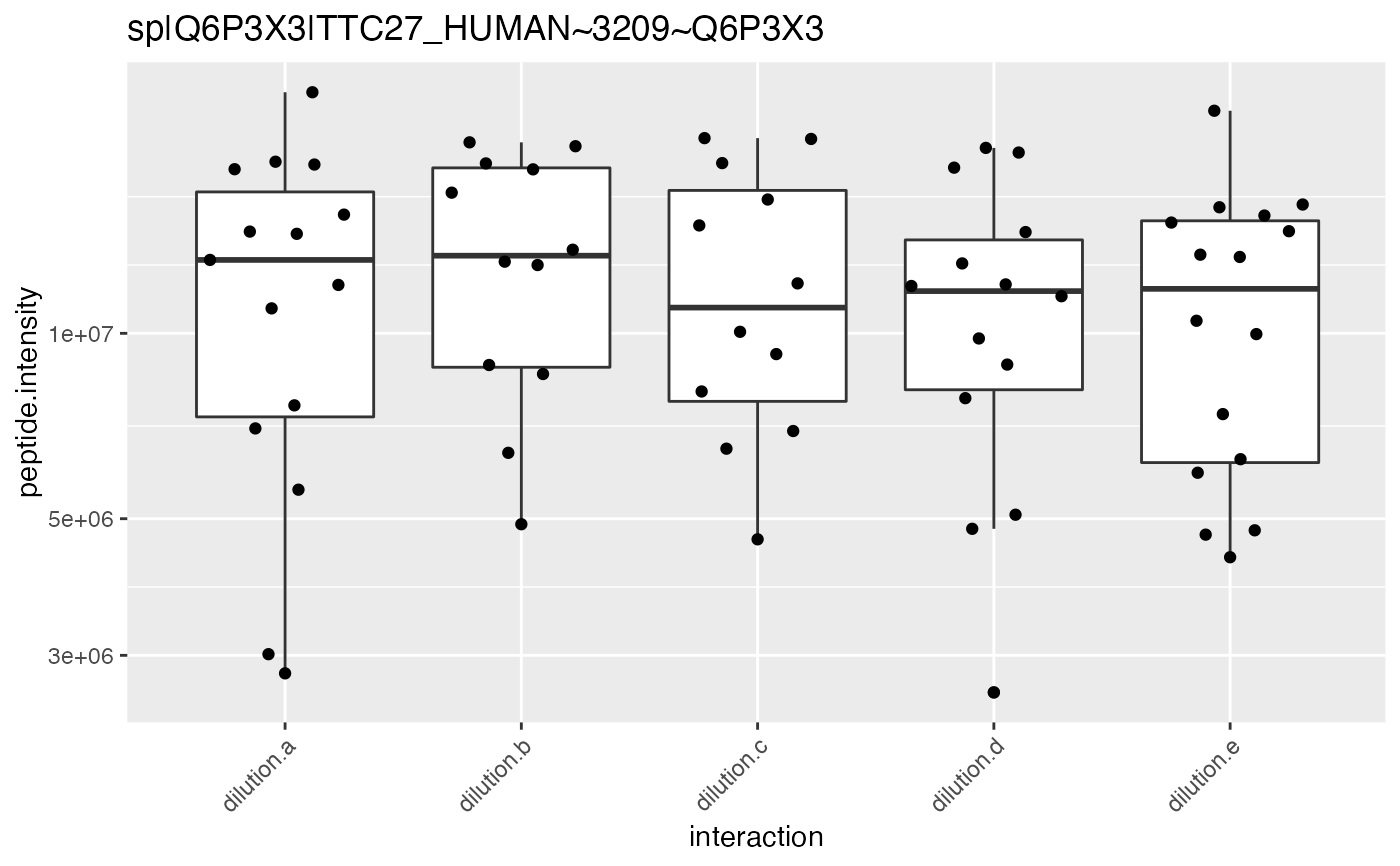 sp|Q6P3X3|TTC27_HUMAN~3209~Q6P3X3
peptide.intensity
1e+07
5e+06
3e+06
dilution.a
dilution.b
dilution.c
dilution.d
dilution.e
interaction